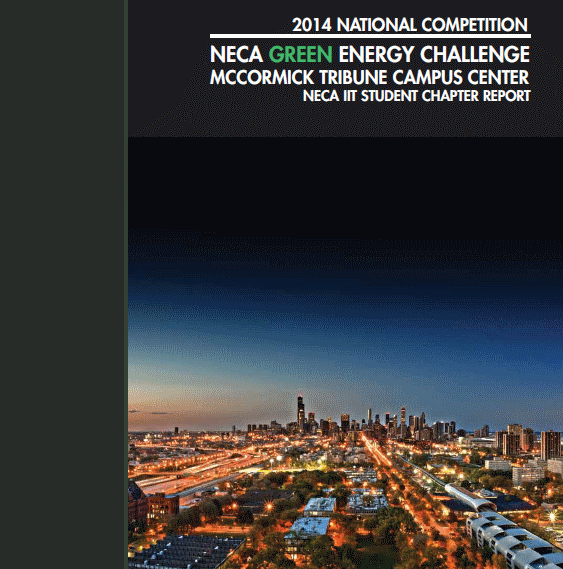 2014 NATIONAL COMPETITION
NECA GREEN ENERGY CHALLENGE
MCCORMICK TRIBUNE CAMPUS CENTER
NECA IIT STUDENT CHAPTER REPORT